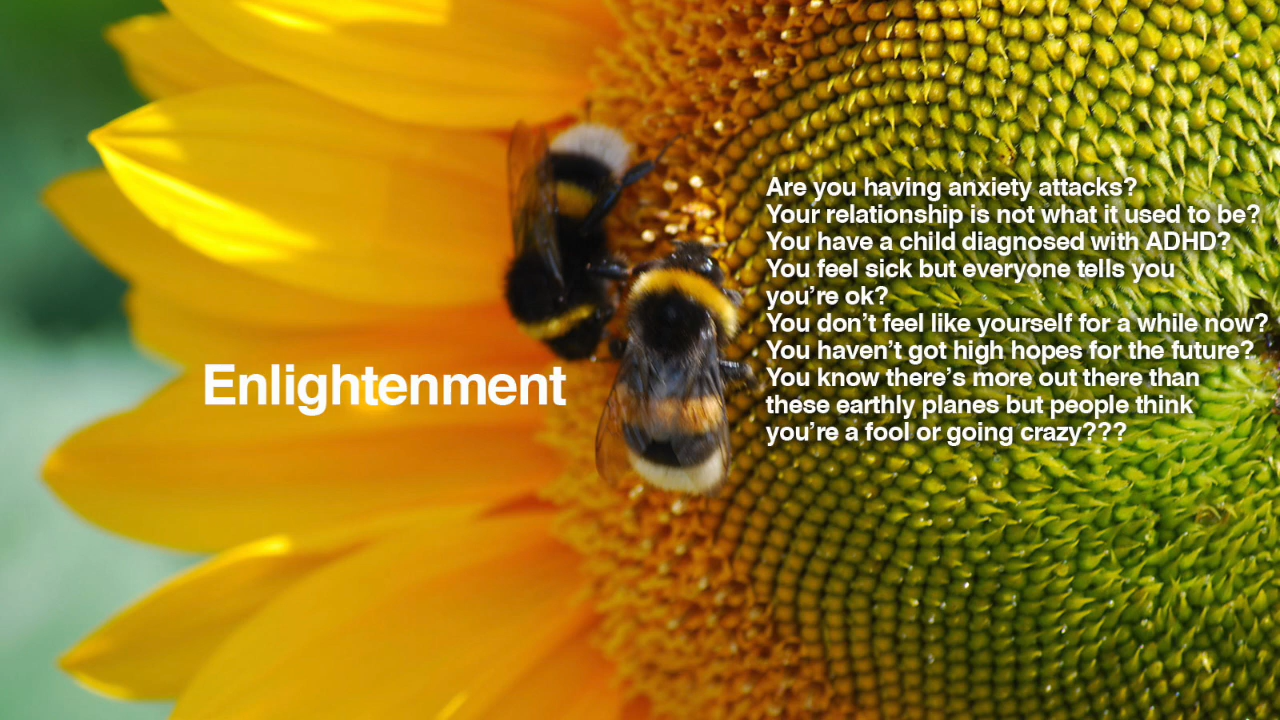 Enlightenment
Are you having anxiety attacks?
Your relationship is not what it used to be?
You have a child diagnosed with ADHD?
You feel sick but everyone tells you
you’re ok?
You don’t feel like yourself for a while now?
You haven’t got high hopes for the future?
You know there’s more out there than
these earthly planes but people think
you’re a fool or going crazy???